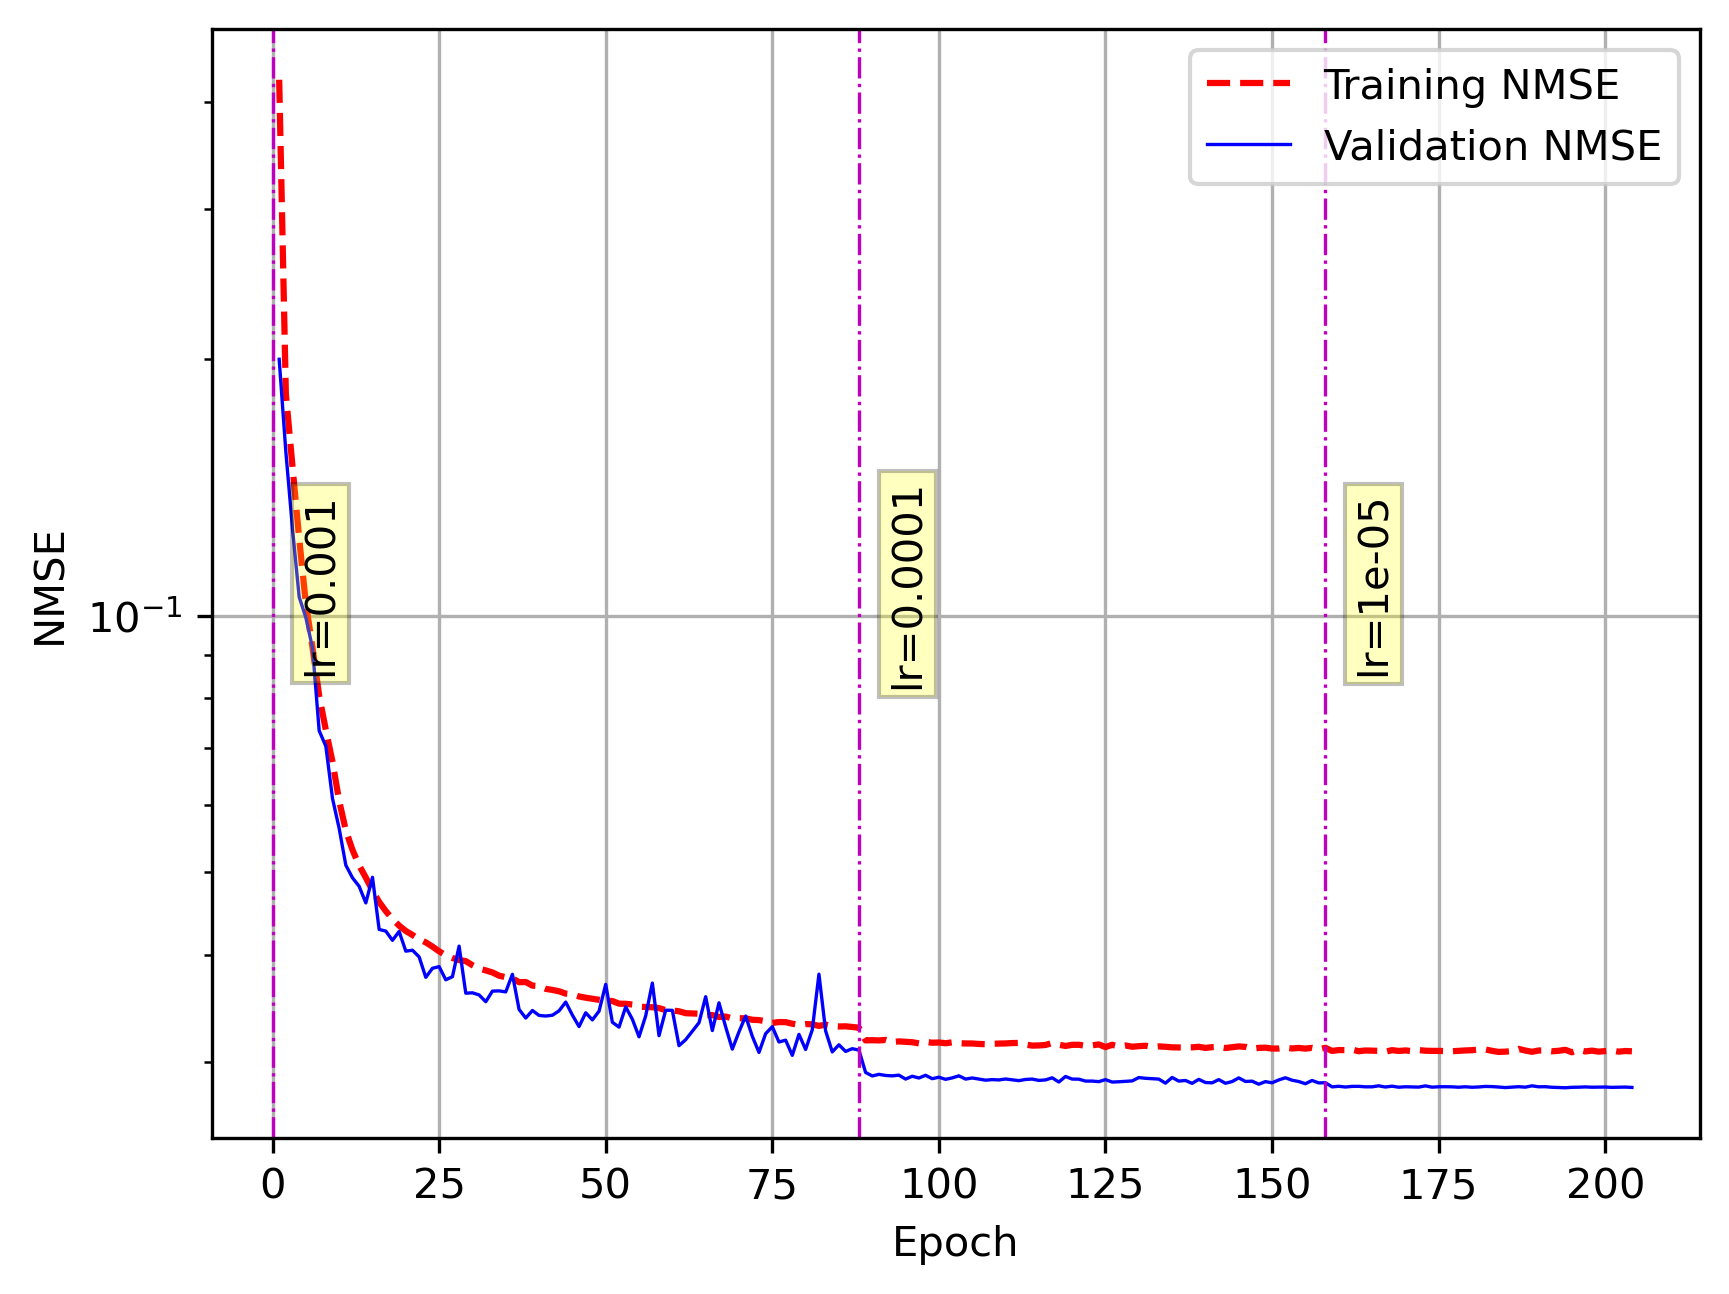 Training NMSE
Validation NMSE
NMSE
10⁻¹
lr=0.001
lr=0.0001
lr=1e-05
0 25 50 75 100 125 150 175 200
Epoch